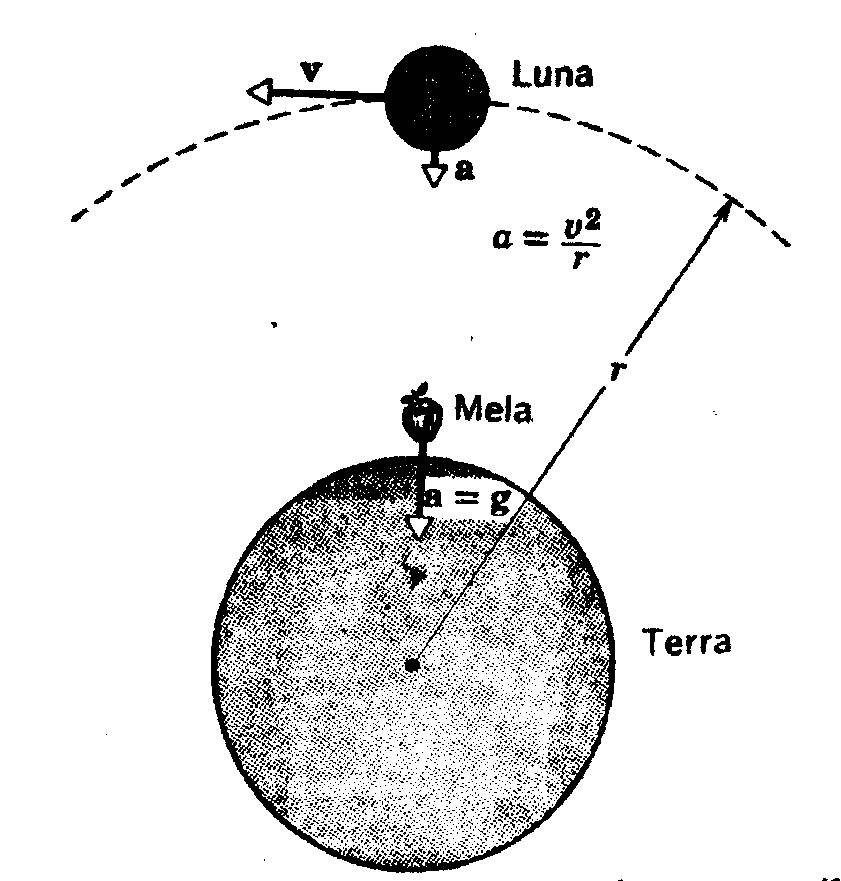 v
Luna
a
a = v²/r
r
Mela
a = g
Terra